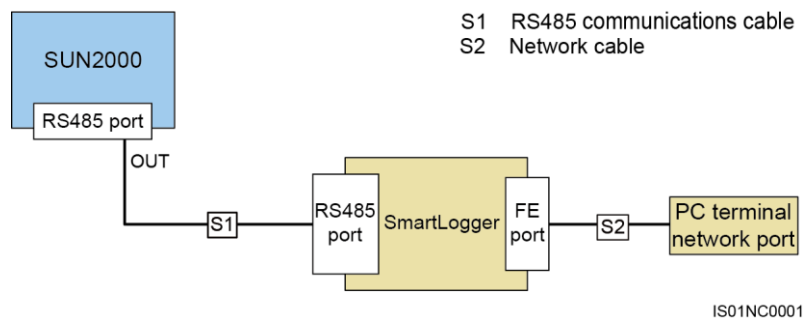 S1 RS485 communications cable
S2 Network cable
SUN2000
RS485 port
OUT
S1
RS485
port
SmartLogger
FE
port
S2
PC terminal
network port
IS01NC0001